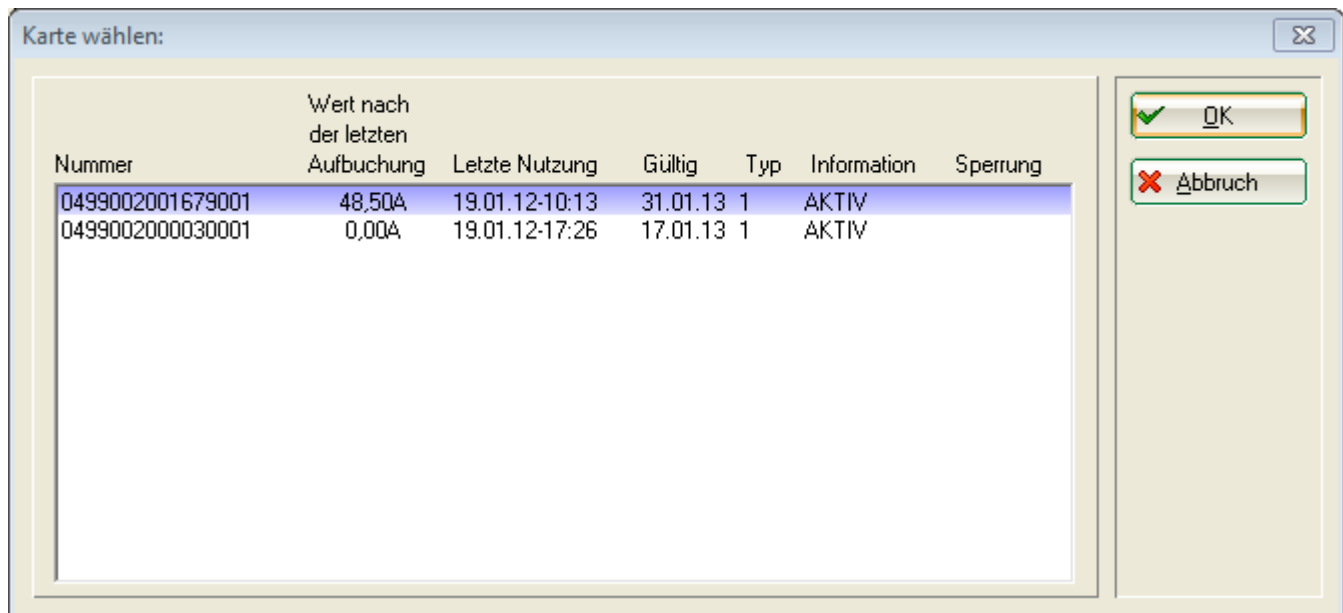 Karte wählen:
Wert nach
der letzten
Nummer Aufbuchung Letzte Nutzung Gültig Typ Information Sperrung
04990020016790001 48,50A 19.01.12-10:13 31.01.13 1 AKTIV
0499002000030001 0,00A 19.01.12-17:26 17.01.13 1 AKTIV
OK
Abbruch